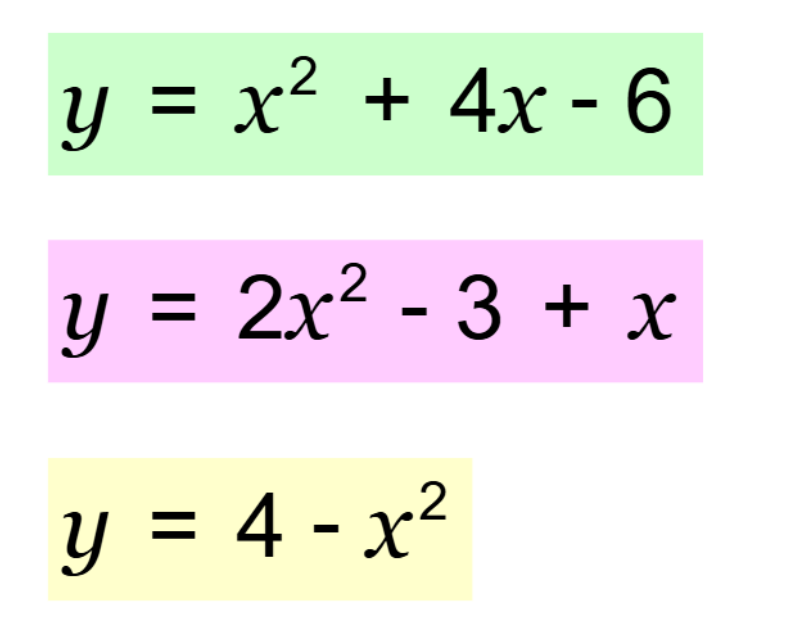 y = x² + 4x - 6
y = 2x² - 3 + x
y = 4 - x²